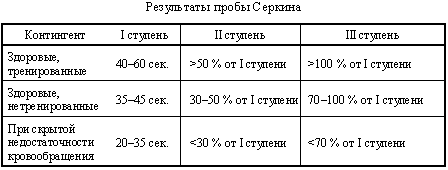 Результаты пробы Серкина
Контингент I ступень II ступень III ступень
Здоровые,
тренированные 40–60 сек. >50 % от I ступени >100 % от I ступени
Здоровые,
нетренированные 35–45 сек. 30–50 % от I ступени 70–100 % от I ступени
При скрытой
недостаточности 20–35 сек. <30 % от I ступени <70 % от I ступени
кровообращения